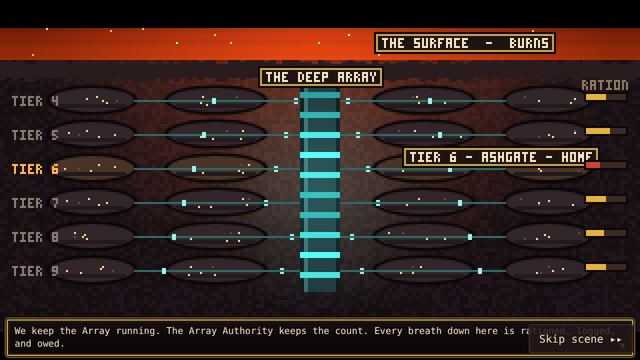 THE SURFACE - BURNS
THE DEEP ARRAY
RATION
TIER 4
TIER 5
TIER 6 - ASHGATE - HOME
TIER 6
TIER 7
TIER 8
TIER 9
We keep the Array running. The Array Authority keeps the count. Every breath down here is rationed, logged,
and owed.
Skip scene ▸▸